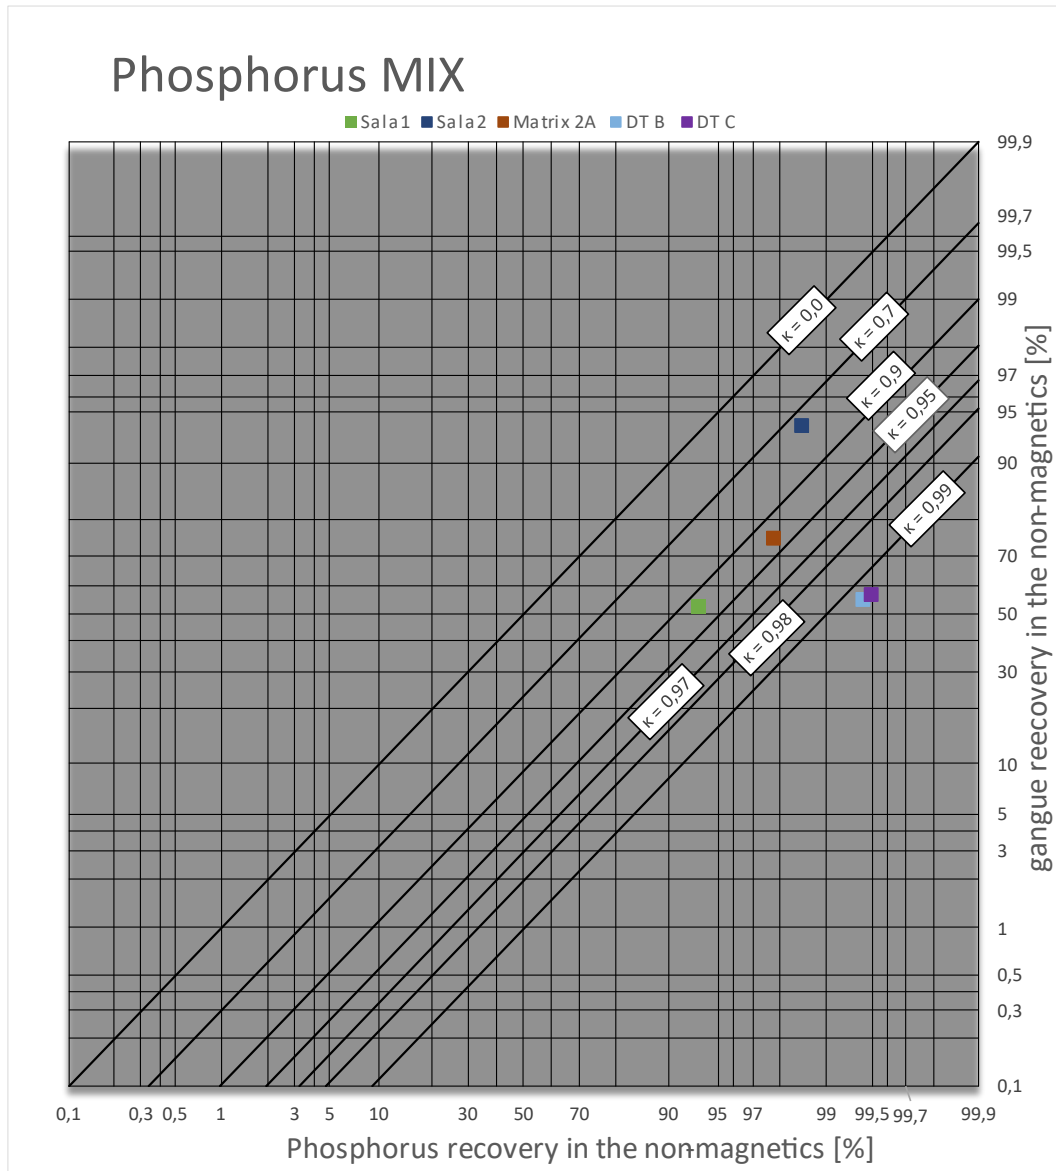 Phosphorus MIX
Sala1 Sala2 Matrix 2A DT B DT C
99,9
99,7
99,5
99
97
95
90
70
50
30
10
5
3
1
0,5
0,3
0,1
gangue reecovery in the non-magnetics [%]
κ = 0,0
κ = 0,7
κ = 0,9
κ = 0,95
κ = 0,99
κ = 0,98
κ = 0,97
0,1 0,3 0,5 1 3 5 10 30 50 70 90 95 97 99 99,5 99,7 99,9
Phosphorus recovery in the non-magnetics [%]